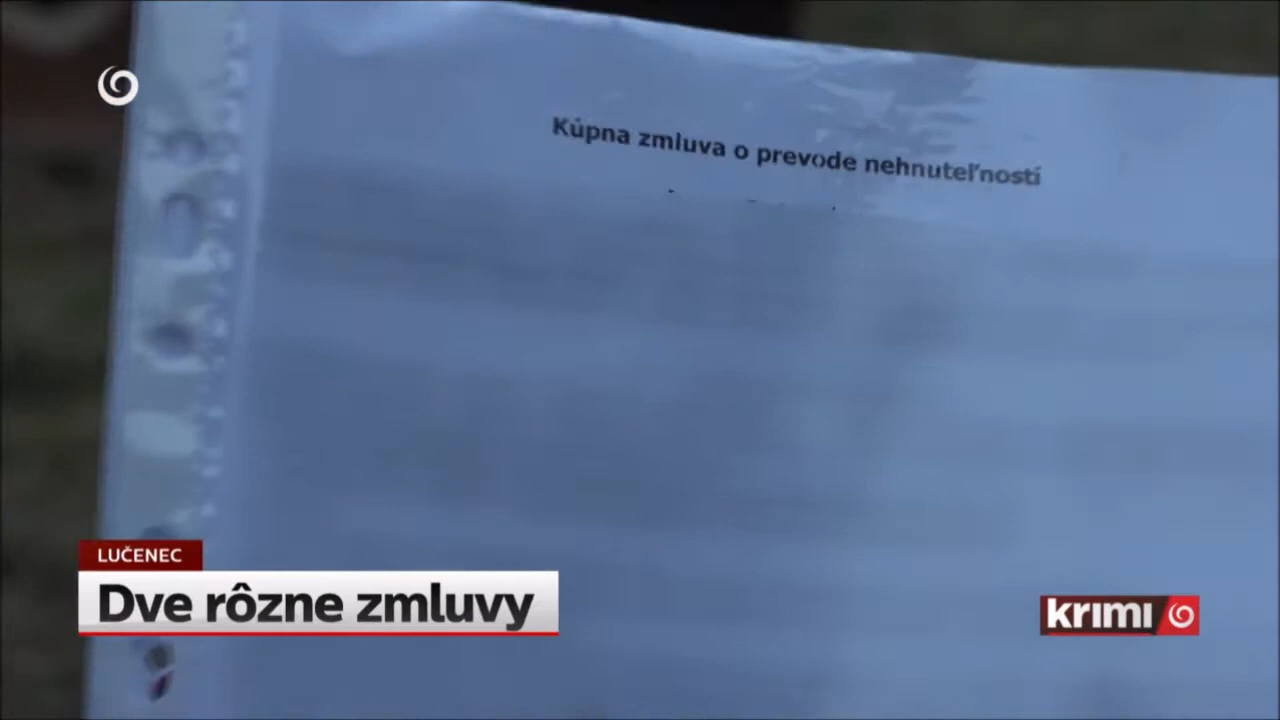 Kúpna zmluva o prevode nehnuteľností
LUČENEC
Dve rôzne zmluvy
krimi